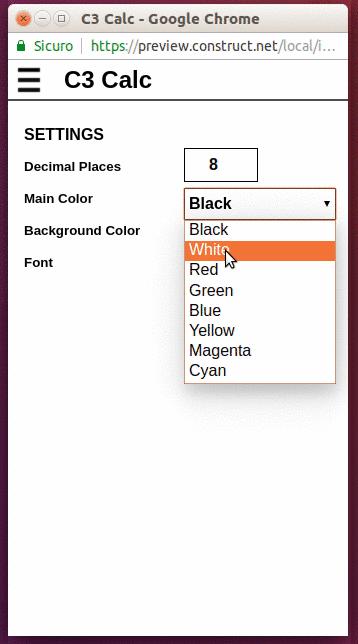 C3 Calc - Google Chrome
Sicuro https://preview.construct.net/local/i…
C3 Calc
SETTINGS
Decimal Places 8
Main Color Black
Background Color
Font
Black
White
Red
Green
Blue
Yellow
Magenta
Cyan